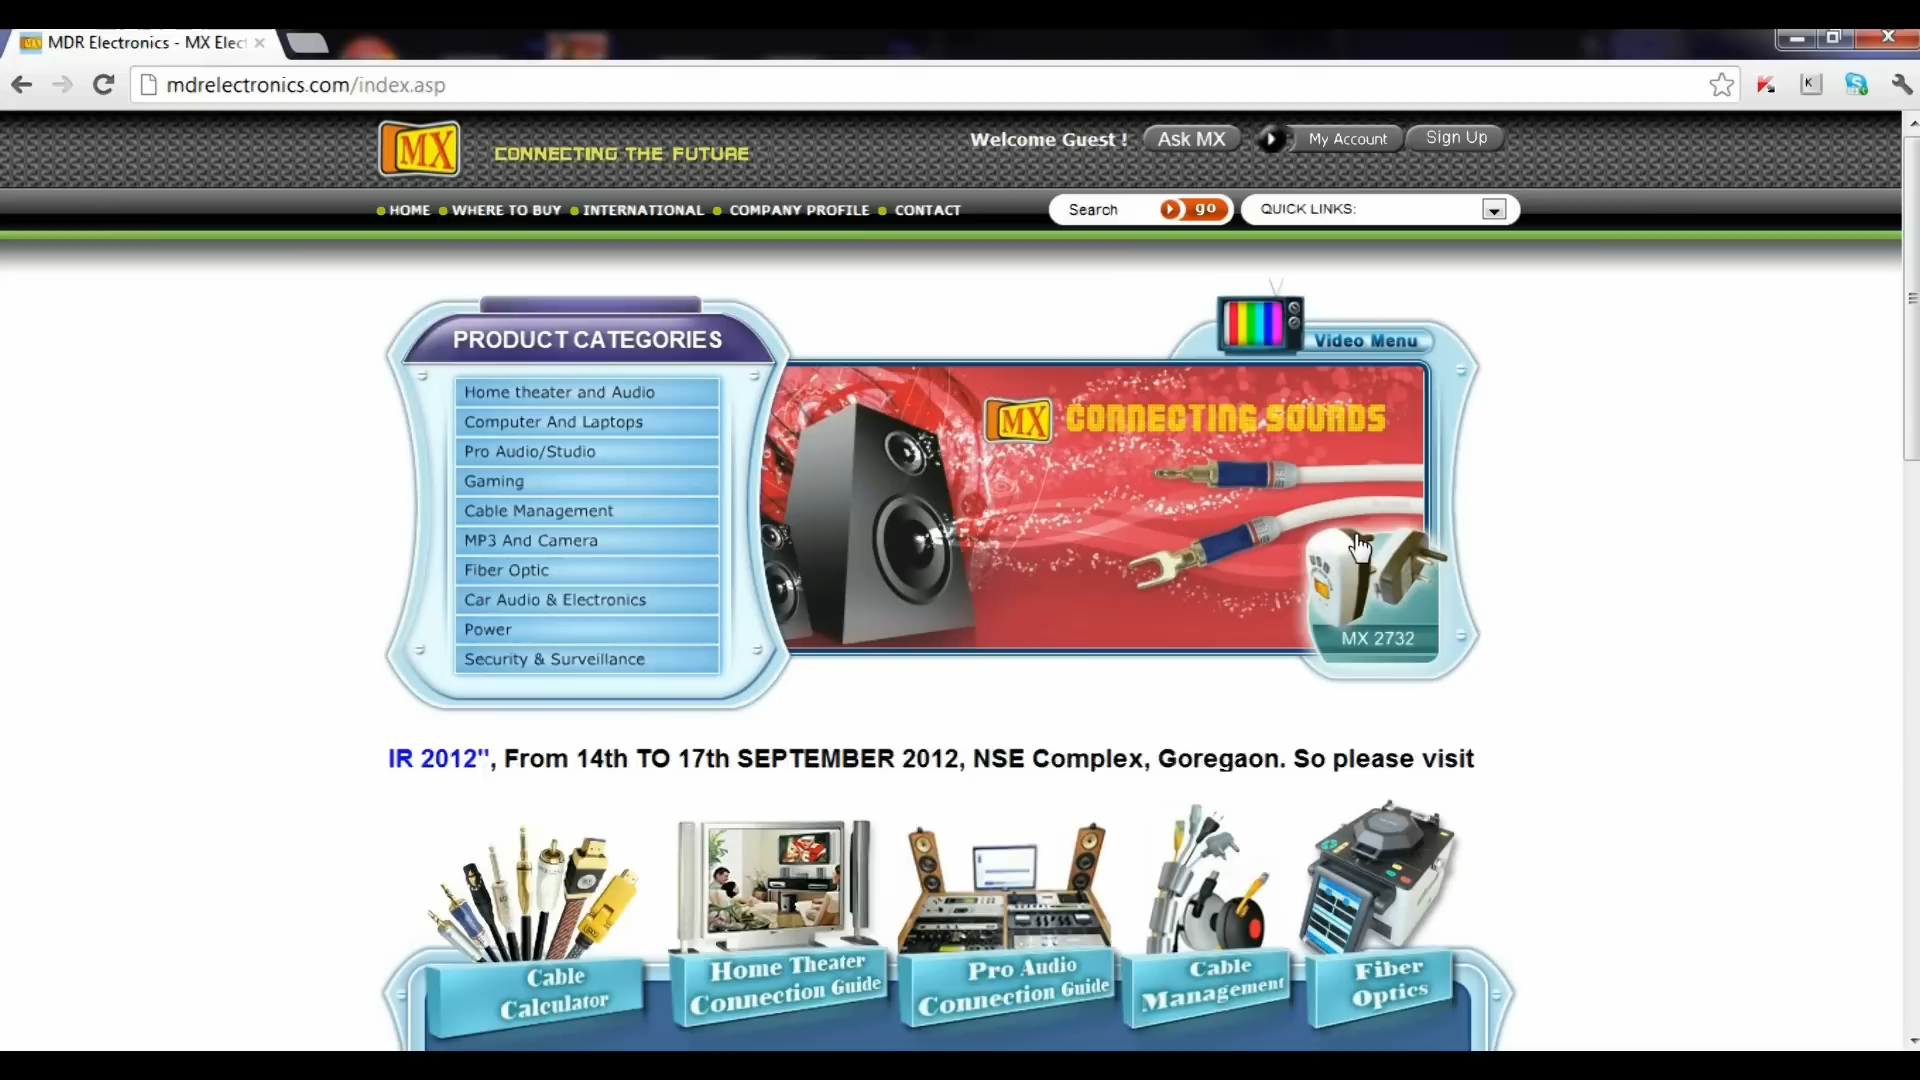 MDR Electronics - MX Elect
mdrelectronics.com/index.asp
MX
CONNECTING THE FUTURE
Welcome Guest !
Ask MX
My Account
Sign Up
HOME
WHERE TO BUY
INTERNATIONAL
COMPANY PROFILE
CONTACT
Search
go
QUICK LINKS:
PRODUCT CATEGORIES
Home theater and Audio
Computer And Laptops
Pro Audio/Studio
Gaming
Cable Management
MP3 And Camera
Fiber Optic
Car Audio & Electronics
Power
Security & Surveillance
Video Menu
MX CONNECTING SOUNDS
USB
MX 2732
IR 2012", From 14th TO 17th SEPTEMBER 2012, NSE Complex, Goregaon. So please visit
Cable
Calculator
Home Theater
Connection Guide
Pro Audio
Connection Guide
Cable
Management
Fiber
Optics